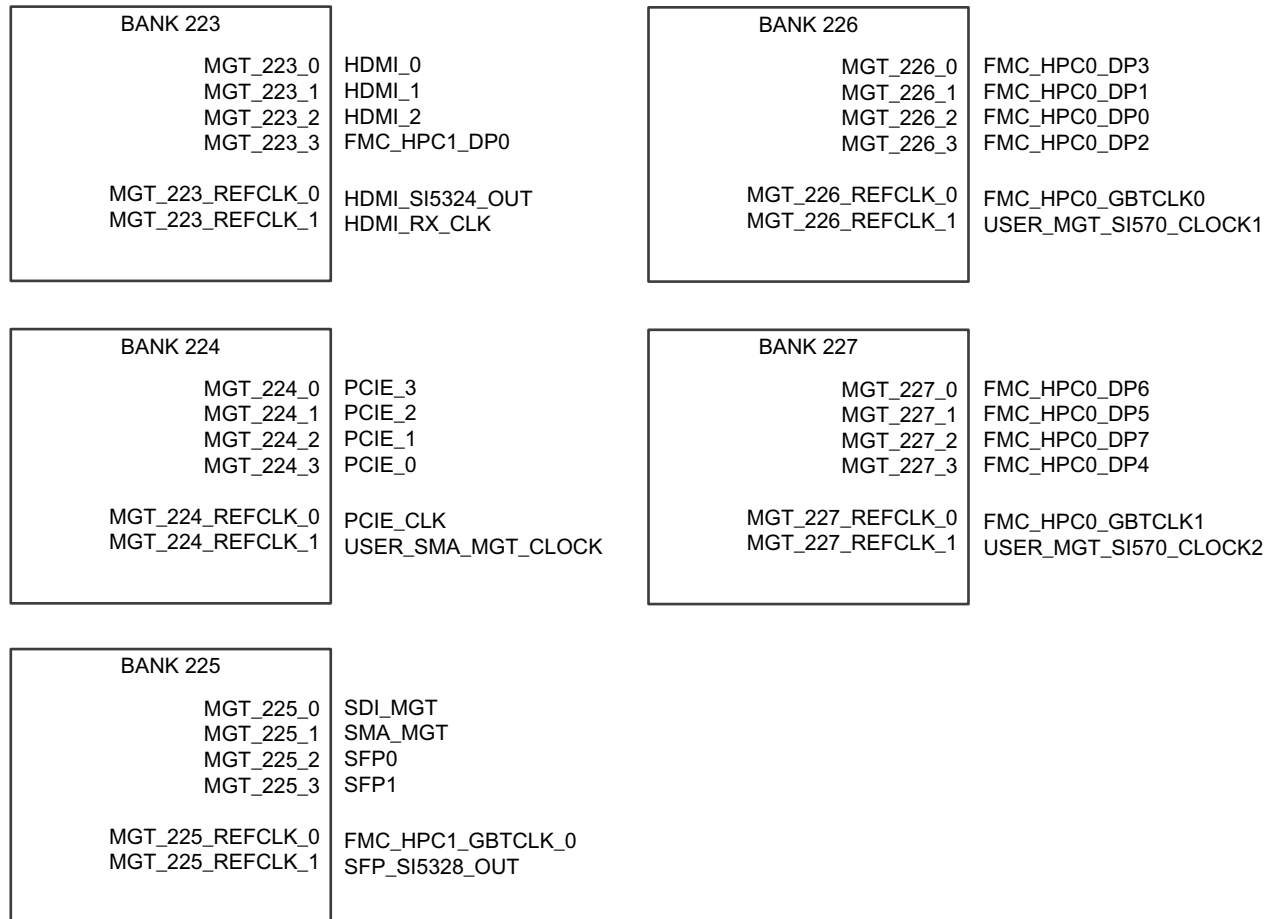 BANK 223
MGT_223_0 HDMI_0
MGT_223_1 HDMI_1
MGT_223_2 HDMI_2
MGT_223_3 FMC_HPC1_DP0
MGT_223_REFCLK_0 HDMI_SI5324_OUT
MGT_223_REFCLK_1 HDMI_RX_CLK
BANK 224
MGT_224_0 PCIE_3
MGT_224_1 PCIE_2
MGT_224_2 PCIE_1
MGT_224_3 PCIE_0
MGT_224_REFCLK_0 PCIE_CLK
MGT_224_REFCLK_1 USER_SMA_MGT_CLOCK
BANK 225
MGT_225_0 SDI_MGT
MGT_225_1 SMA_MGT
MGT_225_2 SFP0
MGT_225_3 SFP1
MGT_225_REFCLK_0 FMC_HPC1_GBTCLK_0
MGT_225_REFCLK_1 SFP_SI5328_OUT
BANK 226
MGT_226_0 FMC_HPC0_DP3
MGT_226_1 FMC_HPC0_DP1
MGT_226_2 FMC_HPC0_DP0
MGT_226_3 FMC_HPC0_DP2
MGT_226_REFCLK_0 FMC_HPC0_GBTCLK0
MGT_226_REFCLK_1 USER_MGT_SI570_CLOCK1
BANK 227
MGT_227_0 FMC_HPC0_DP6
MGT_227_1 FMC_HPC0_DP5
MGT_227_2 FMC_HPC0_DP7
MGT_227_3 FMC_HPC0_DP4
MGT_227_REFCLK_0 FMC_HPC0_GBTCLK1
MGT_227_REFCLK_1 USER_MGT_SI570_CLOCK2